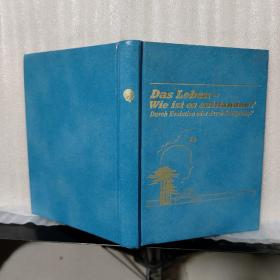 Das Leben –
Wie ist es entstanden?
Durch Evolution oder durch Schöpfung?